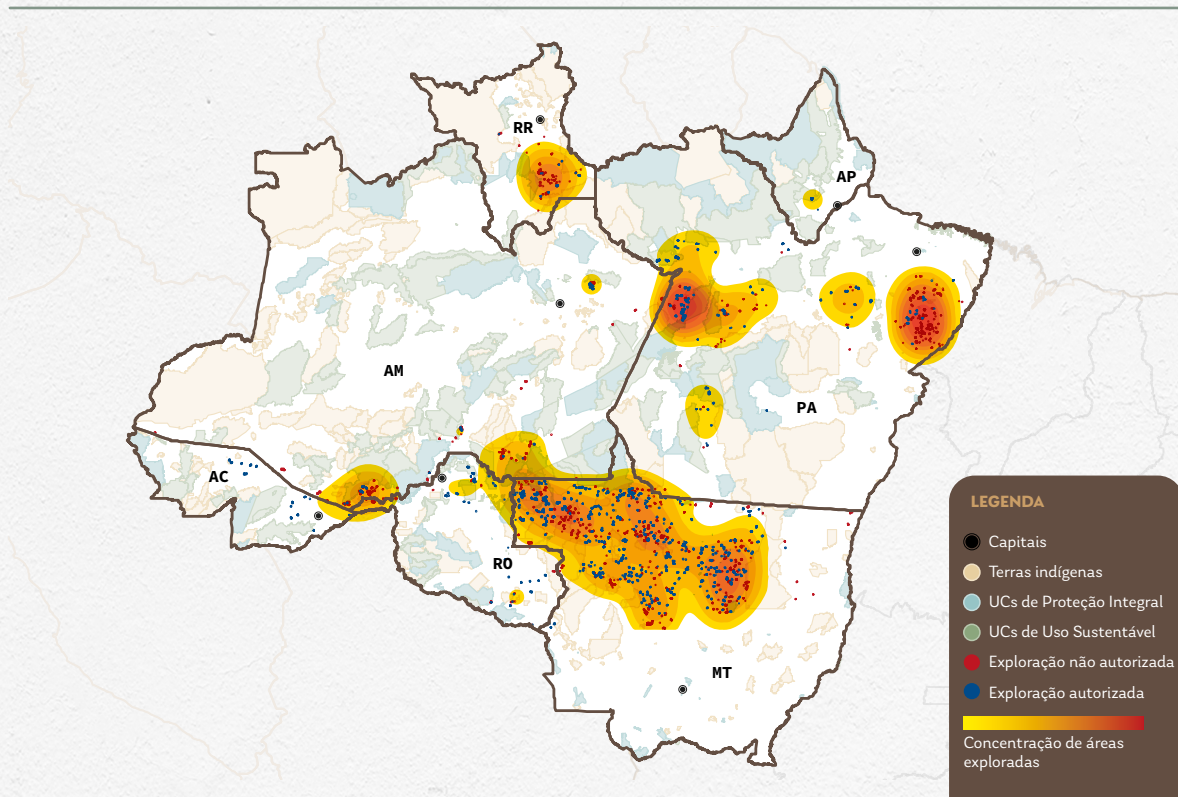 RR
AP
AM
PA
AC
RO
MT
LEGENDA
Capitais
Terras indígenas
UCs de Proteção Integral
UCs de Uso Sustentável
Exploração não autorizada
Exploração autorizada
Concentração de áreas
exploradas